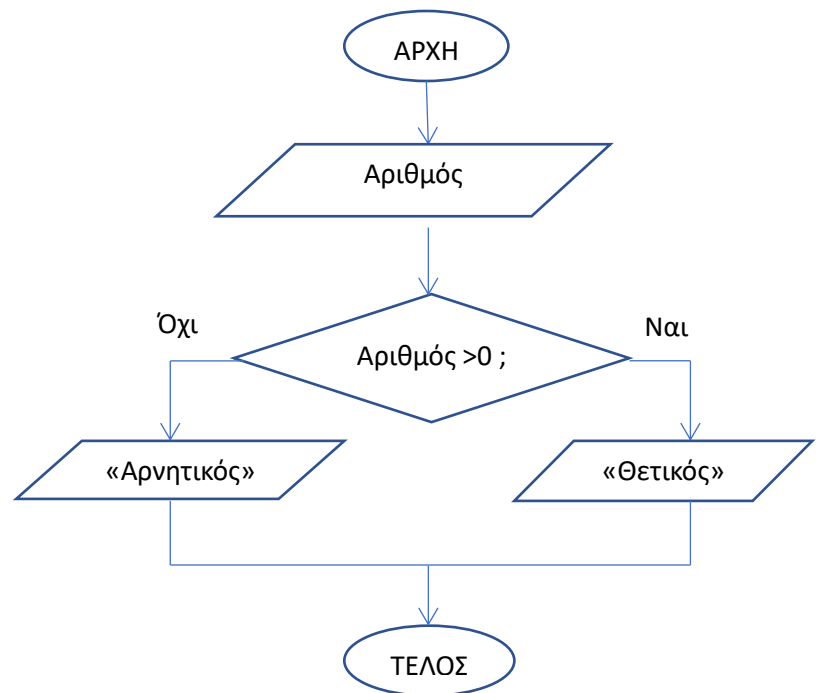 ΑΡΧΗ
Αριθμός
Όχι
Ναι
Αριθμός >0 ;
«Αρνητικός»
«Θετικός»
ΤΕΛΟΣ